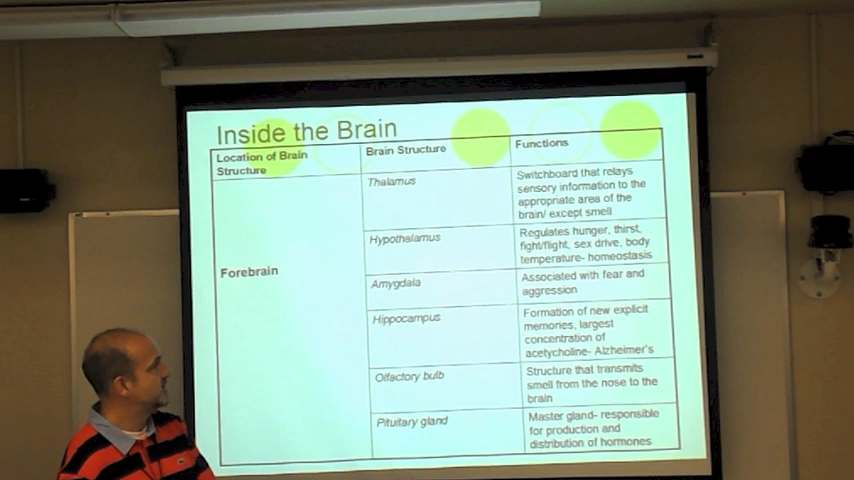 Inside the Brain
Location of Brain
Structure
Brain Structure
Functions
Forebrain
Thalamus
Switchboard that relays
sensory information to the
appropriate area of the
brain/ except smell
Hypothalamus
Regulates hunger, thirst,
fight/flight, sex drive, body
temperature- homeostasis
Amygdala
Associated with fear and
aggression
Hippocampus
Formation of new explicit
memories, largest
concentration of
acetycholine- Alzheimer's
Olfactory bulb
Structure that transmits
smell from the nose to the
brain
Pituitary gland
Master gland- responsible
for production and
distribution of hormones